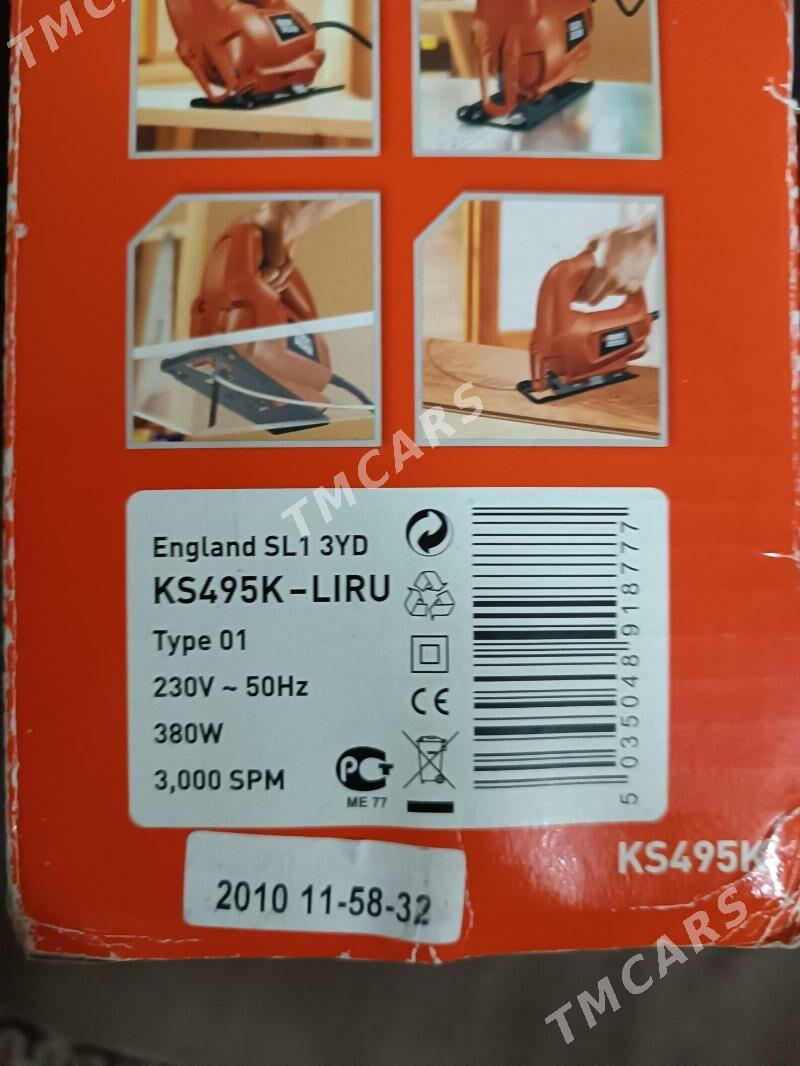 TMCARS
England SL1 3YD
KS495K-LIRU
Type 01
230V ~ 50Hz
380W
3,000 SPM
CE
РСТ
ME 77
5 035048 918777
KS495K
2010 11-58-32
TMCARS
TMCARS